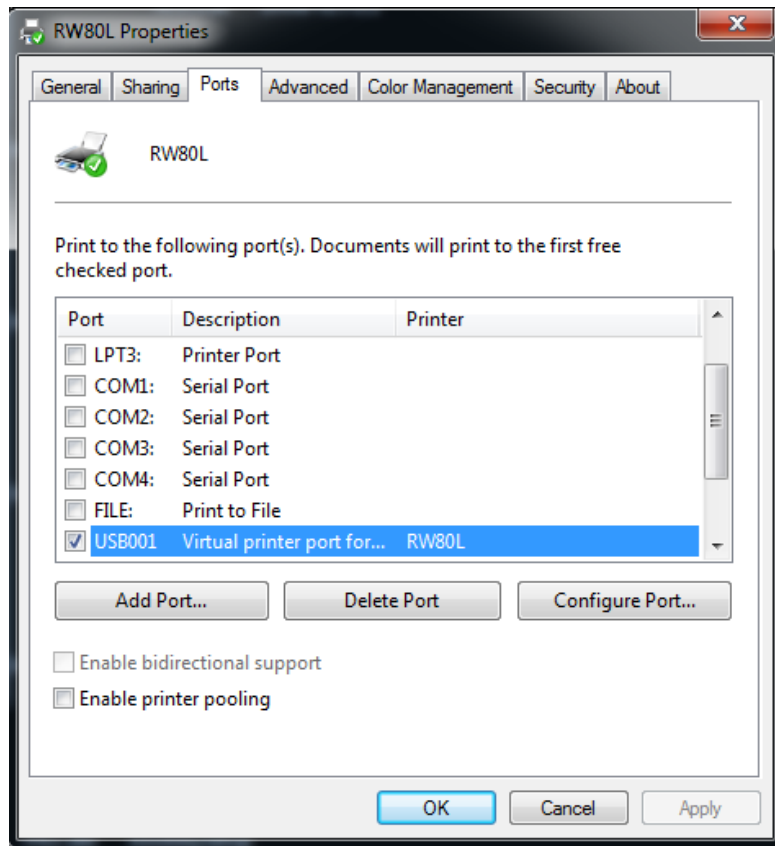 RW80L Properties
General Sharing Ports Advanced Color Management Security About
RW80L
Print to the following port(s). Documents will print to the first free
checked port.
Port Description Printer
LPT3: Printer Port
COM1: Serial Port
COM2: Serial Port
COM3: Serial Port
COM4: Serial Port
FILE: Print to File
USB001 Virtual printer port for... RW80L
Add Port... Delete Port Configure Port...
Enable bidirectional support
Enable printer pooling
OK Cancel Apply